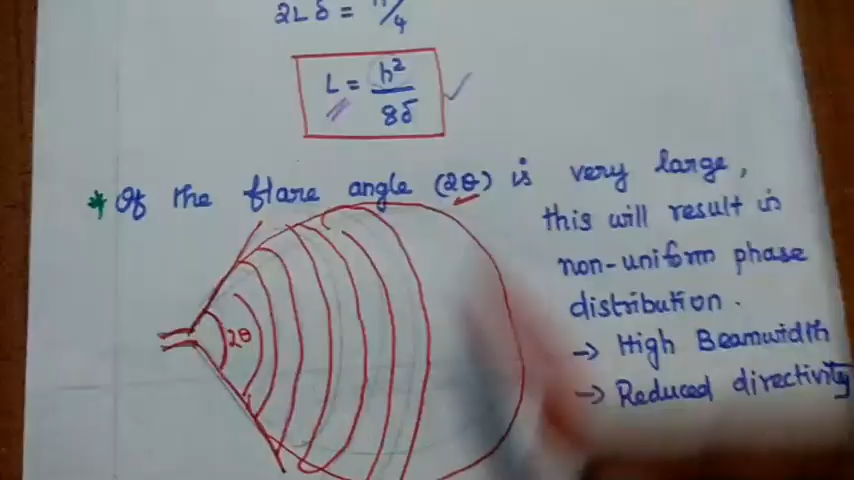 2Lδ = h²/4
L = h²/8δ
* If the flare angle (2θ) is very large,
this will result in
non-uniform phase
distribution.
→ High Beamwidth
→ Reduced directivity
2θ